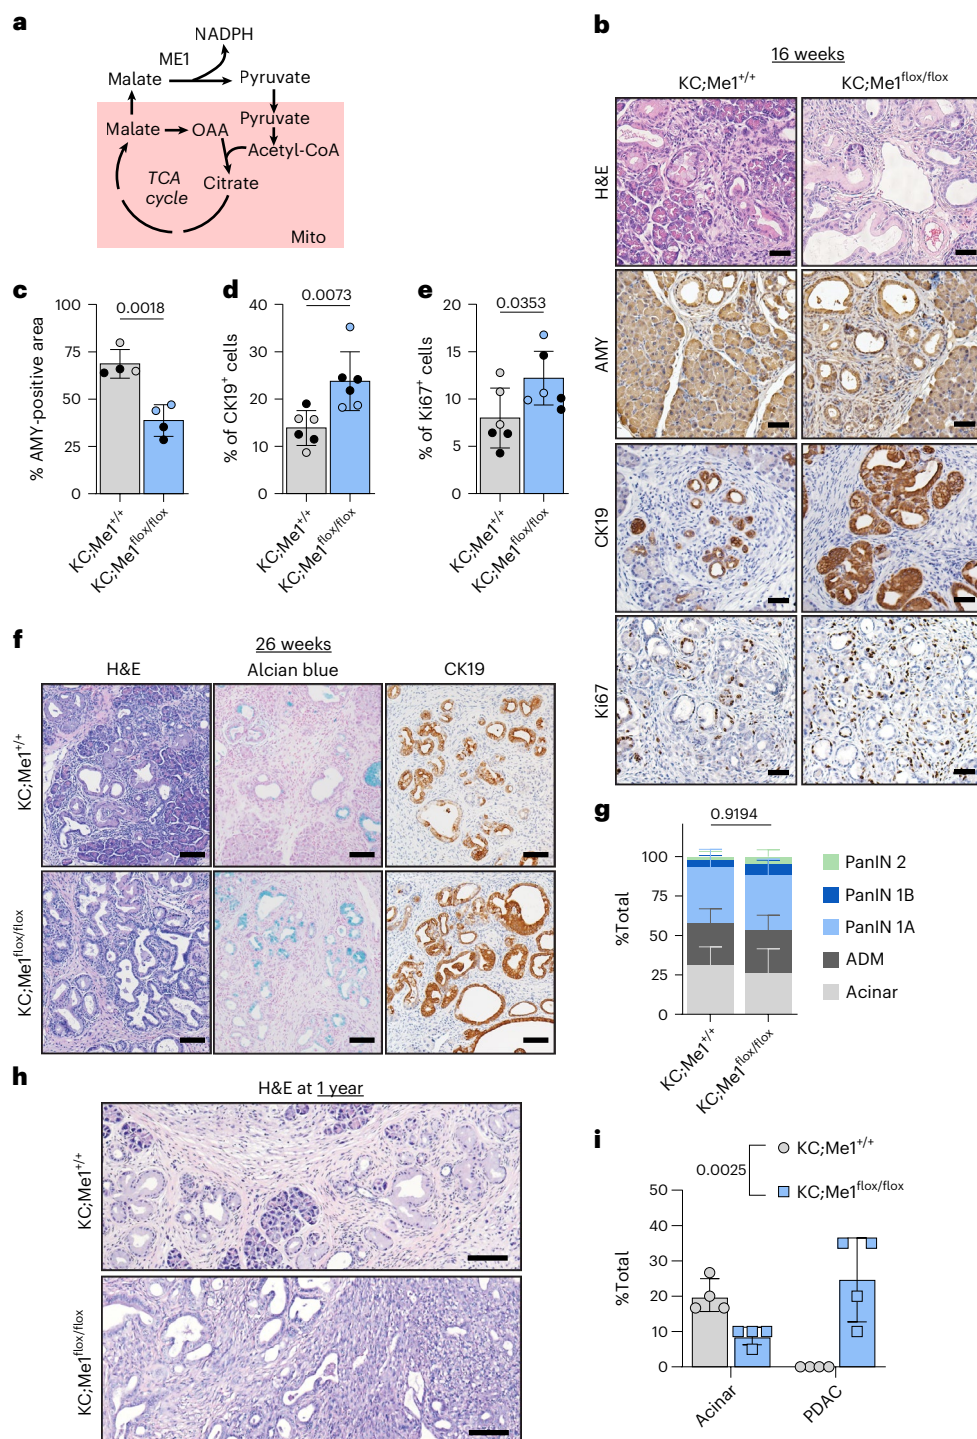 a
NADPH
ME1
Malate
Pyruvate
Pyruvate
Malate
OAA
Acetyl-CoA
TCA
cycle
Citrate
Mito
b
16 weeks
KC;Me1+/+
KC;Me1flox/flox
H&E
AMY
CK19
Ki67
c
% AMY-positive area
100
75
50
25
0
0.0018
KC;Me1+/+
KC;Me1flox/flox
d
% of CK19+ cells
40
30
20
10
0
0.0073
KC;Me1+/+
KC;Me1flox/flox
e
% of Ki67+ cells
20
15
10
5
0
0.0353
KC;Me1+/+
KC;Me1flox/flox
f
26 weeks
H&E
Alcian blue
CK19
KC;Me1+/+
KC;Me1flox/flox
g
0.9194
%Total
100
75
50
25
0
KC;Me1+/+
KC;Me1flox/flox
PanIN 2
PanIN 1B
PanIN 1A
ADM
Acinar
h
H&E at 1 year
KC;Me1+/+
KC;Me1flox/flox
i
0.0025
KC;Me1+/+
KC;Me1flox/flox
%Total
50
40
30
20
10
0
Acinar
PDAC